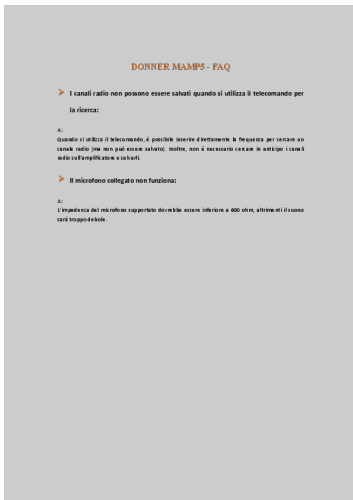 DONNER MAMP5 - FAQ
I canali radio non possono essere salvati quando si utilizza il telecomando per
la ricerca:
A:
Quando si utilizza il telecomando, é possibile inserire direttamente la frequenza per cercare un
canale radio (ma non puó essere salvato). Inoltre, non é necessario cercare in anticipo i canali
radio sull'amplificatore e salvarli.
Il microfono collegato non funziona:
A:
L'impedenza del microfono supportato dovrebbe essere inferiore a 600 ohm, altrimenti il suono
sará troppo debole.